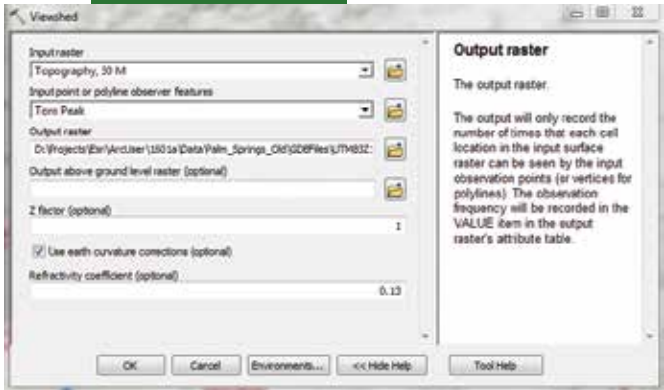 Viewshed
Input raster
Topography, 30 M
Input point or polyline observer features
Tom Peak
Output raster
D:\Projects\Esri\ArcUser\1501a\Data\Palm_Springs_Old\GDBFiles\UTM83Z:
Output above ground level raster (optional)
Z factor (optional)
1
Use earth curvature corrections (optional)
Refractivity coefficient (optional)
0.13
OK
Cancel
Environments...
<< Hide Help
Output raster
The output raster.
The output will only record the
number of times that each cell
location in the input surface
raster can be seen by the input
observation points (or vertices for
polylines). The observation
frequency will be recorded in the
VALUE item in the output
raster's attribute table.
Tool Help